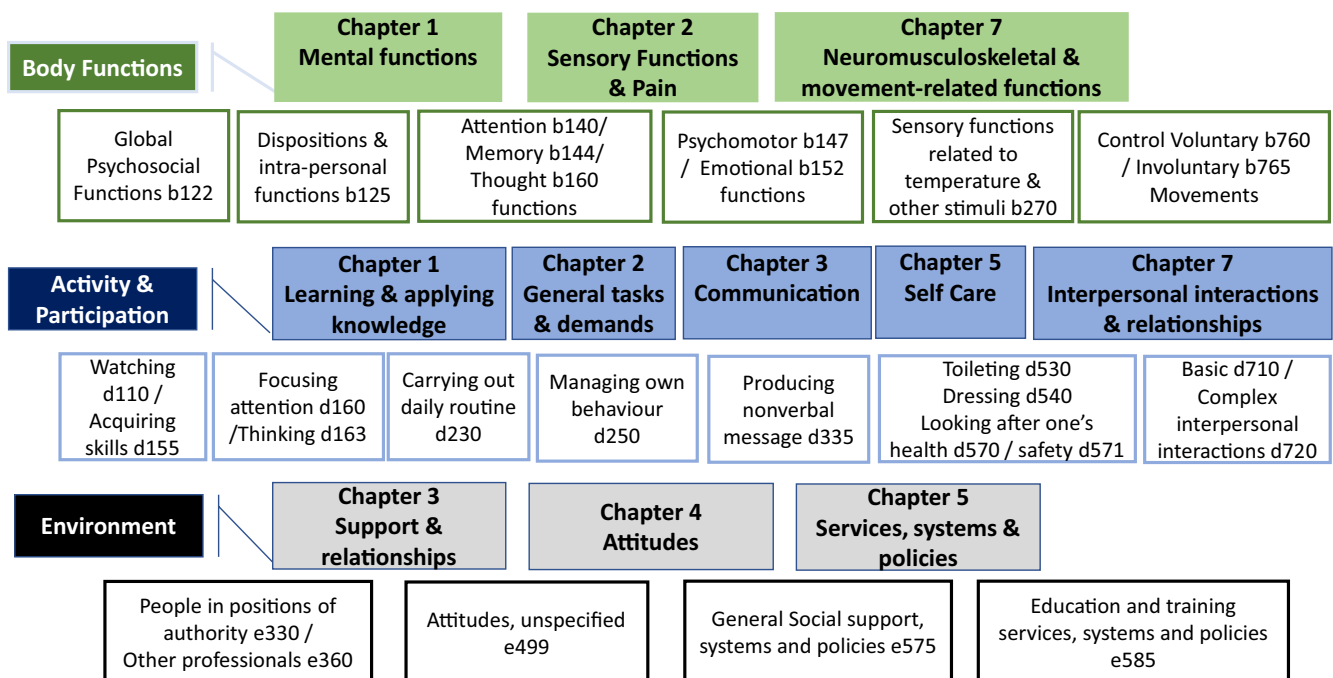 Body Functions
Chapter 1
Mental functions
Chapter 2
Sensory Functions
& Pain
Chapter 7
Neuromusculoskeletal &
movement-related functions
Global
Psychosocial
Functions b122
Dispositions &
intra-personal
functions b125
Attention b140/
Memory b144/
Thought b160
functions
Psychomotor b147
/ Emotional b152
functions
Sensory functions
related to
temperature &
other stimuli b270
Control Voluntary b760
/ Involuntary b765
Movements
Activity &
Participation
Chapter 1
Learning & applying
knowledge
Chapter 2
General tasks
& demands
Chapter 3
Communication
Chapter 5
Self Care
Chapter 7
Interpersonal interactions
& relationships
Watching
d110 /
Acquiring
skills d155
Focusing
attention d160
/Thinking d163
Carrying out
daily routine
d230
Managing own
behaviour
d250
Producing
nonverbal
message d335
Toileting d530
Dressing d540
Looking after one's
health d570 / safety d571
Basic d710 /
Complex
interpersonal
interactions d720
Environment
Chapter 3
Support &
relationships
Chapter 4
Attitudes
Chapter 5
Services, systems &
policies
People in positions of
authority e330 /
Other professionals e360
Attitudes, unspecified
e499
General Social support,
systems and policies e575
Education and training
services, systems and policies
e585